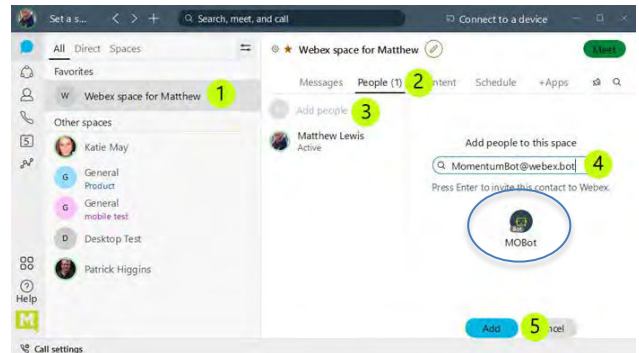 Set a s...
Search, meet, and call
Connect to a device
All Direct Spaces
Favorites
W Webex space for Matthew 1
Other spaces
Katie May
G General
Product
G General
mobile test
D Desktop Test
Patrick Higgins
5
Help
M
Call settings
Webex space for Matthew
Meet
Messages People (1) 2 ntent Schedule +Apps
Add people 3
Matthew Lewis
Active
Add people to this space
MomentumBot@webex.bot 4
Press Enter to invite this contact to Webex.
Bot
MOBot
Add 5 ncel